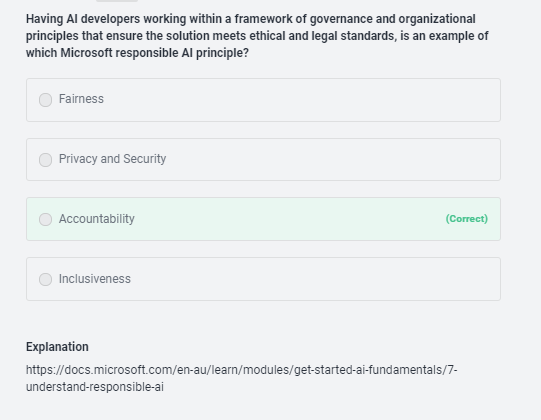 Having AI developers working within a framework of governance and organizational
principles that ensure the solution meets ethical and legal standards, is an example of
which Microsoft responsible AI principle?
Fairness
Privacy and Security
Accountability (Correct)
Inclusiveness
Explanation
https://docs.microsoft.com/en-au/learn/modules/get-started-ai-fundamentals/7-
understand-responsible-ai